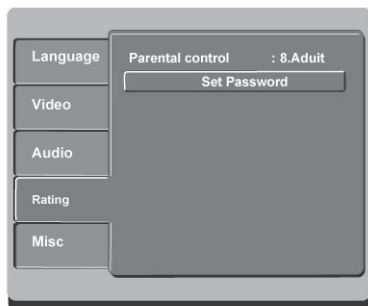 Language
Video
Audio
Rating
Misc
Parental control : 8.Aduit
Set Password